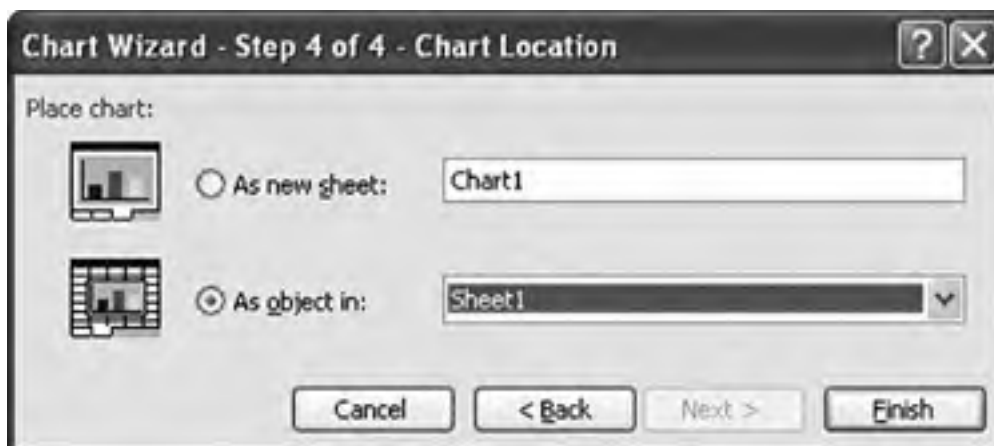 Chart Wizard - Step 4 of 4 - Chart Location
Place chart:
As new sheet: Chart1
As object in: Sheet1
Cancel < Back Next > Finish